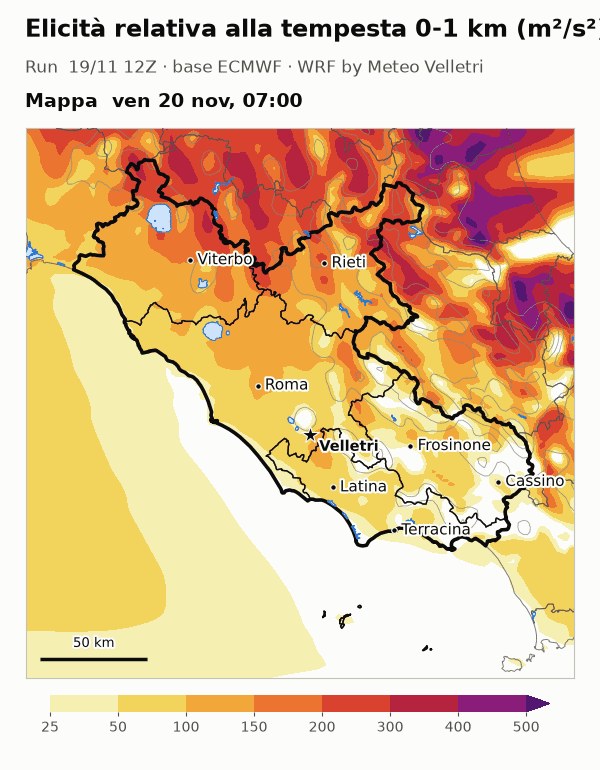 Elicità relativa alla tempesta 0-1 km (m²/s²)
Run 19/11 12Z · base ECMWF · WRF by Meteo Velletri
Mappa ven 20 nov, 07:00
Viterbo
Rieti
Roma
Velletri
Frosinone
Cassino
Latina
Terracina
50 km
25 50 100 150 200 300 400 500